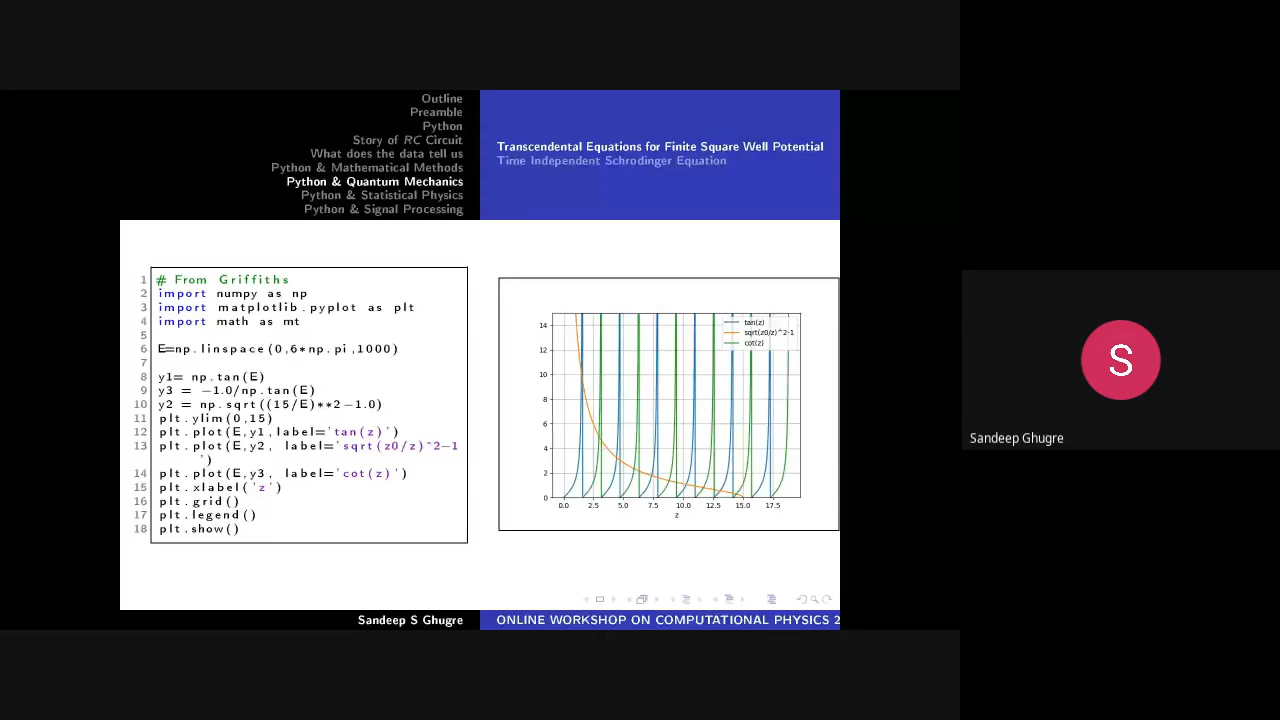 Outline
Preamble
Python
Story of RC Circuit
What does the data tell us
Python & Mathematical Methods
Python & Quantum Mechanics
Python & Statistical Physics
Python & Signal Processing
Transcendental Equations for Finite Square Well Potential
Time Independent Schrodinger Equation
1 # From Griffiths
2 import numpy as np
3 import matplotlib.pyplot as plt
4 import math as mt
5
6 E=np.linspace(0,6*np.pi,1000)
7
8 y1= np.tan(E)
9 y3 = -1.0/np.tan(E)
10 y2 = np.sqrt((15/E)**2-1.0)
11 plt.ylim(0,15)
12 plt.plot(E,y1,label='tan(z)')
13 plt.plot(E,y2, label='sqrt(z0/z)^2-1
')
14 plt.plot(E,y3, label='cot(z)')
15 plt.xlabel('z')
16 plt.grid()
17 plt.legend()
18 plt.show()
tan(z)
sqrt(z0/z)^2-1
cot(z)
14
12
10
8
6
4
2
0
0.0 2.5 5.0 7.5 10.0 12.5 15.0 17.5
z
Sandeep S Ghugre
ONLINE WORKSHOP ON COMPUTATIONAL PHYSICS 2
S
Sandeep Ghugre